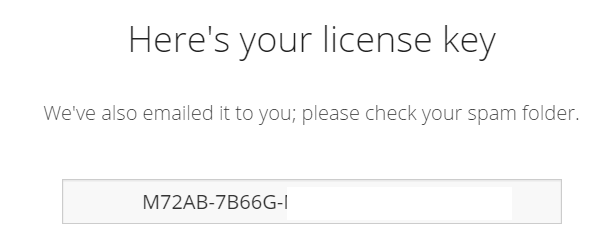 Here's your license key
We've also emailed it to you; please check your spam folder.
M72AB-7B66G-